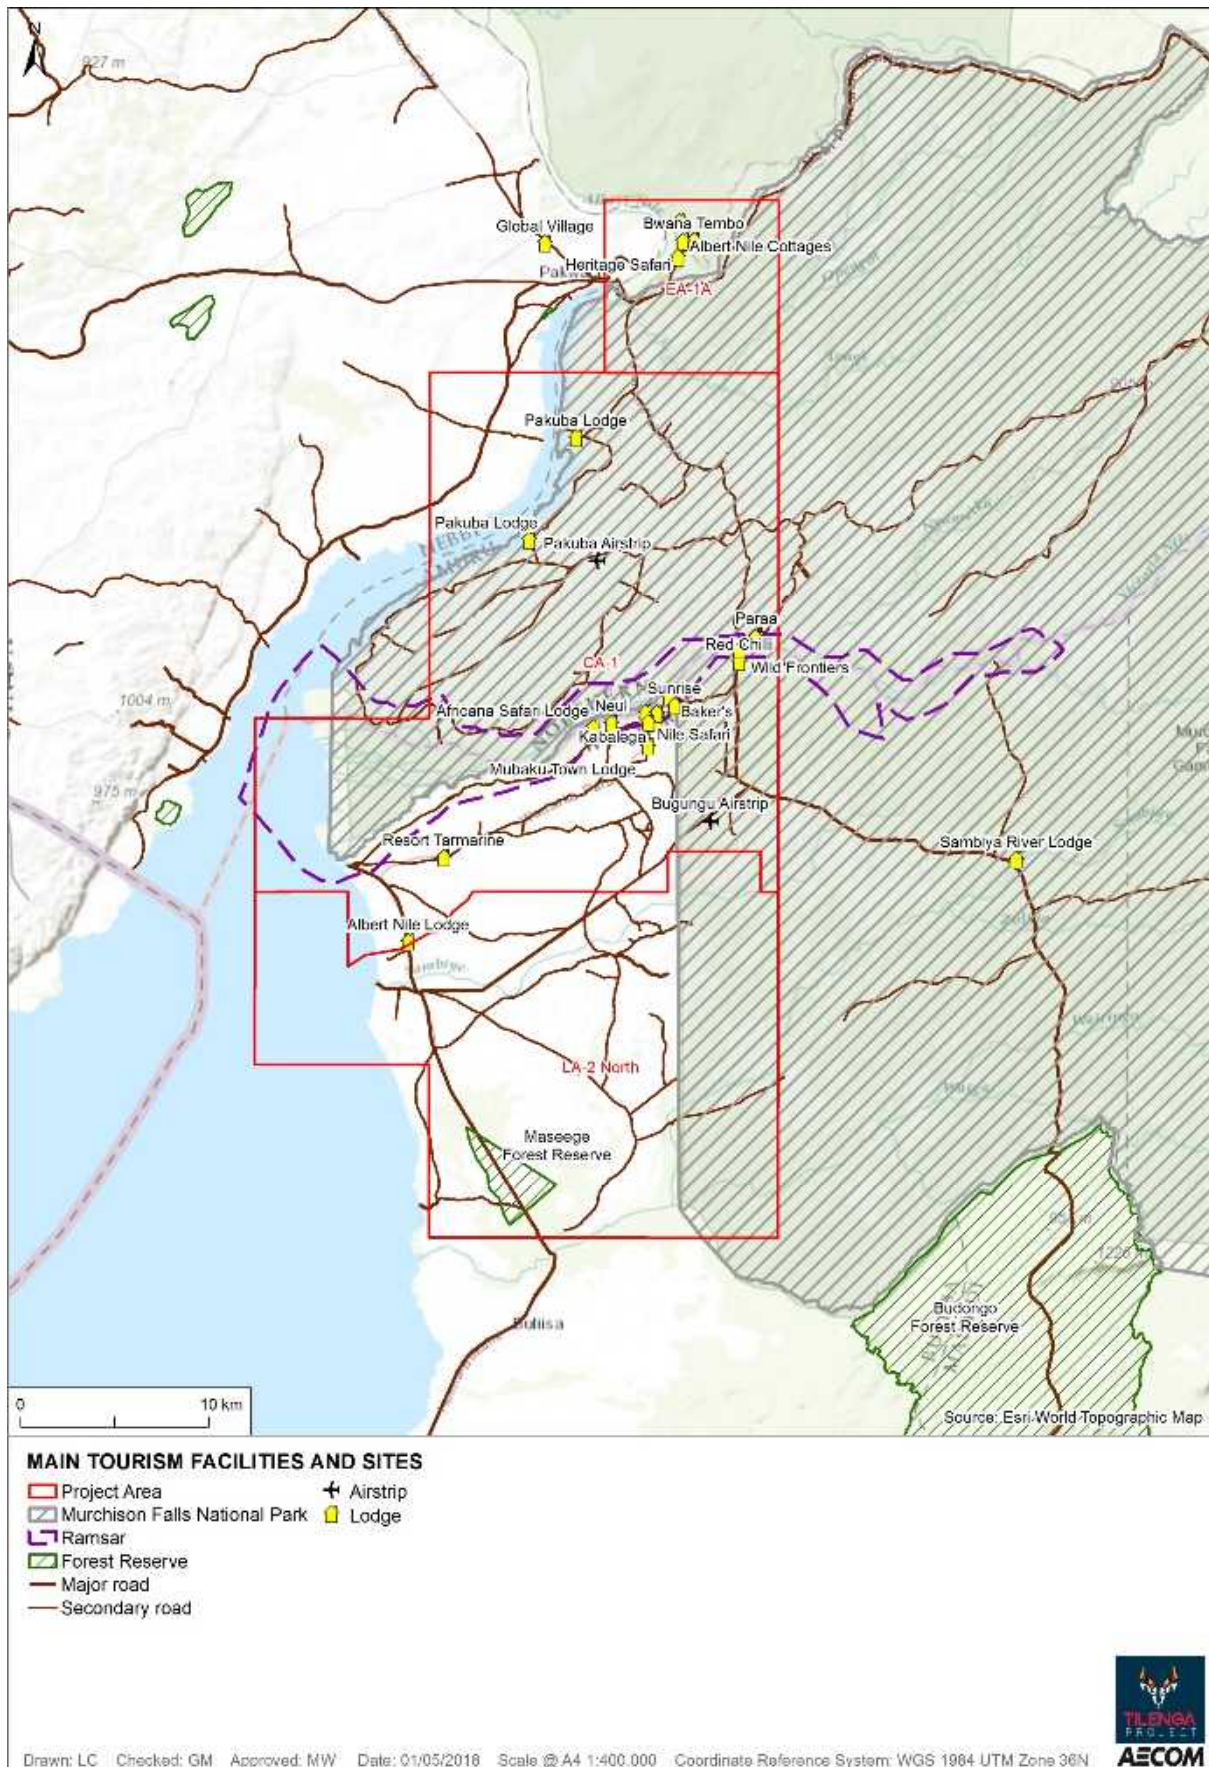 N
927 m
Global Village
Bwana Tembo
Albert Nile Cottages
Heritage Safari
EA-1A
Pakuba Lodge
Pakuba Lodge
Pakuba Airship
Paraa
Red Chilli
Wild Frontiers
CA-1
Sunrise
Africana Safari Lodge
Neul
Baker's
Kabalega
Nile Safari
Mubaku Town Lodge
1004 m
975 m
Bugungu Airstrip
Resort Tarmarine
Sambiya River Lodge
Albert Nile Lodge
LA-2 North
Maseege
Forest Reserve
1226 m
Budongo
Forest Reserve
Buliisa
0 10 km
Source: Esri World Topographic Map
MAIN TOURISM FACILITIES AND SITES
Project Area
Airstrip
Murchison Falls National Park
Lodge
Ramsar
Forest Reserve
Major road
Secondary road
TILENGA
PROJECT
AECOM
Drawn: LC Checked: GM Approved: MW Date: 01/05/2018 Scale @ A4 1:400,000 Coordinate Reference System: WGS 1984 UTM Zone 36N